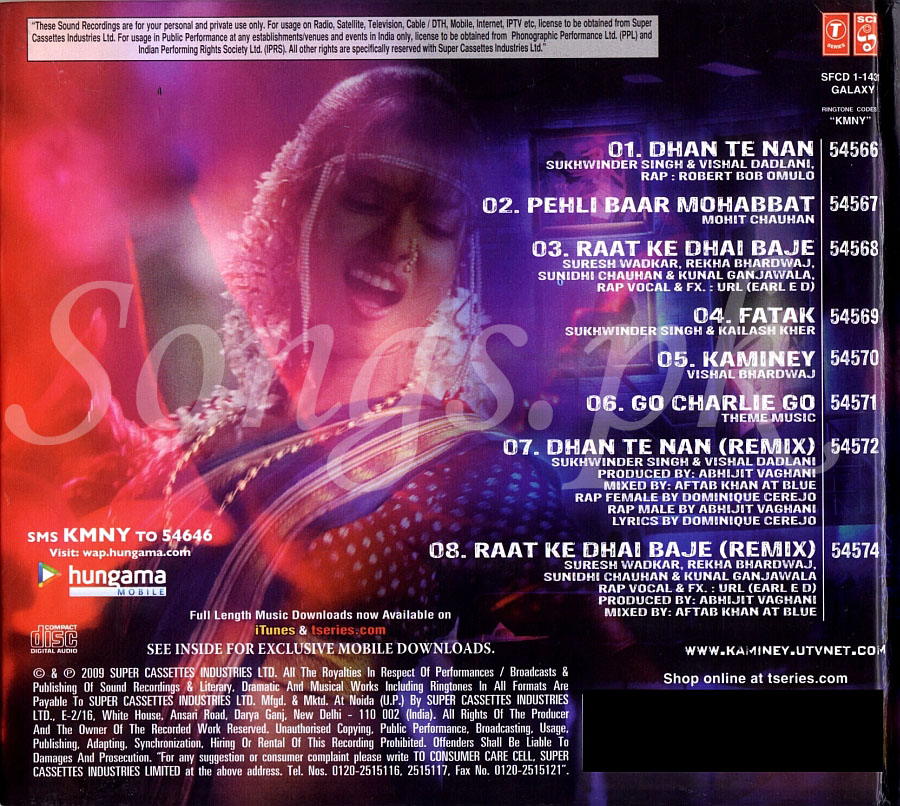 "These Sound Recordings are for your personal and private use only. For usage on Radio, Satellite, Television, Cable / DTH, Mobile, Internet, IPTV etc, license to be obtained from Super
Cassettes Industries Ltd. For usage in Public Performance at any establishments/venues and events in India only, license to be obtained from Phonographic Performance Ltd. (PPL) and
Indian Performing Rights Society Ltd. (IPRS). All other rights are specifically reserved with Super Cassettes Industries Ltd."
T
SERIES
SCI
SFCD 1-143
GALAXY
RINGTONE CODES
"KMNY"
01. DHAN TE NAN 54566
SUKHWINDER SINGH & VISHAL DADLANI,
RAP : ROBERT BOB OMULO
02. PEHLI BAAR MOHABBAT 54567
MOHIT CHAUHAN
03. RAAT KE DHAI BAJE 54568
SURESH WADKAR, REKHA BHARDWAJ,
SUNIDHI CHAUHAN & KUNAL GANJAWALA,
RAP VOCAL & FX. : URL (EARL E D)
04. FATAK 54569
SUKHWINDER SINGH & KAILASH KHER
05. KAMINEY 54570
VISHAL BHARDWAJ
06. GO CHARLIE GO 54571
THEME MUSIC
07. DHAN TE NAN (REMIX) 54572
SUKHWINDER SINGH & VISHAL DADLANI
PRODUCED BY: ABHIJIT VAGHANI
MIXED BY: AFTAB KHAN AT BLUE
RAP FEMALE BY DOMINIQUE CEREJO
RAP MALE BY ABHIJIT VAGHANI
LYRICS BY DOMINIQUE CEREJO
08. RAAT KE DHAI BAJE (REMIX) 54574
SURESH WADKAR, REKHA BHARDWAJ,
SUNIDHI CHAUHAN & KUNAL GANJAWALA
RAP VOCAL & FX. : URL (EARL E D)
PRODUCED BY: ABHIJIT VAGHANI
MIXED BY: AFTAB KHAN AT BLUE
Songs.pk
SMS KMNY TO 54646
Visit: wap.hungama.com
hungama
MOBILE
Full Length Music Downloads now Available on
iTunes & tseries.com
COMPACT
disc
DIGITAL AUDIO
SEE INSIDE FOR EXCLUSIVE MOBILE DOWNLOADS.
WWW.KAMINEY.UTVNET.COM
Shop online at tseries.com
© & ℗ 2009 SUPER CASSETTES INDUSTRIES LTD. All The Royalties In Respect Of Performances / Broadcasts &
Publishing Of Sound Recordings & Literary, Dramatic And Musical Works Including Ringtones In All Formats Are
Payable To SUPER CASSETTES INDUSTRIES LTD. Mfgd. & Mktd. At Noida (U.P.) By SUPER CASSETTES INDUSTRIES
LTD., E-2/16, White House, Ansari Road, Darya Ganj, New Delhi - 110 002 (India). All Rights Of The Producer
And The Owner Of The Recorded Work Reserved. Unauthorised Copying, Public Performance, Broadcasting, Usage,
Publishing, Adapting, Synchronization, Hiring Or Rental Of This Recording Prohibited. Offenders Shall Be Liable To
Damages And Prosecution. "For any suggestion or consumer complaint please write TO CONSUMER CARE CELL, SUPER
CASSETTES INDUSTRIES LIMITED at the above address. Tel. Nos. 0120-2515116, 2515117, Fax No. 0120-2515121".